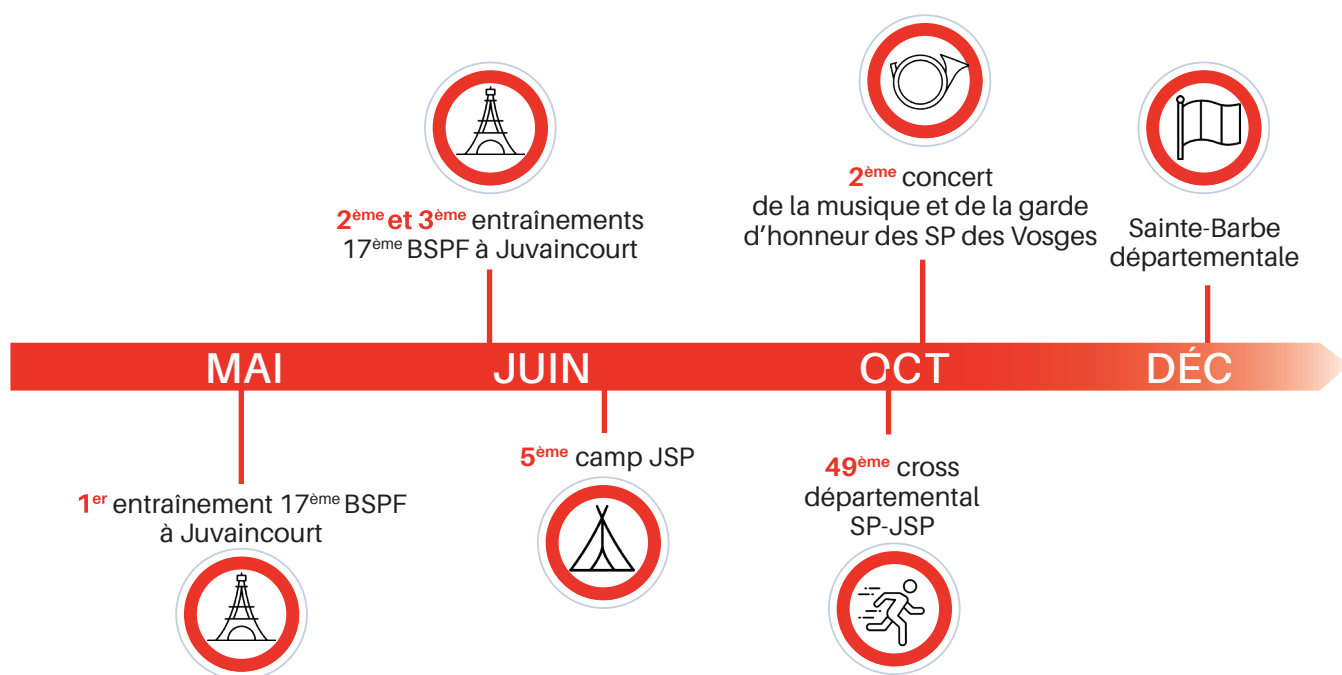 2ème et 3ème entraînements
17ème BSPF à Juvaincourt
2ème concert
de la musique et de la garde
d’honneur des SP des Vosges
Sainte-Barbe
départementale
MAI
JUIN
OCT
DÉC
1er entraînement 17ème BSPF
à Juvaincourt
5ème camp JSP
49ème cross
départemental
SP-JSP